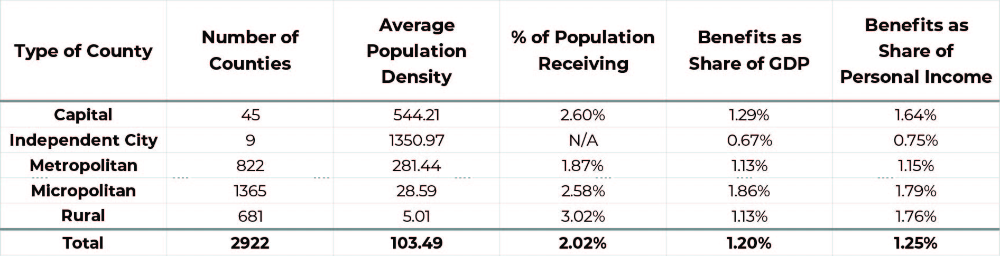 Type of County
Number of
Counties
Average
Population
Density
% of Population
Receiving
Benefits as
Share of GDP
Benefits as
Share of
Personal Income
Capital 45 544.21 2.60% 1.29% 1.64%
Independent City 9 1350.97 N/A 0.67% 0.75%
Metropolitan 822 281.44 1.87% 1.13% 1.15%
Micropolitan 1365 28.59 2.58% 1.86% 1.79%
Rural 681 5.01 3.02% 1.13% 1.76%
Total 2922 103.49 2.02% 1.20% 1.25%